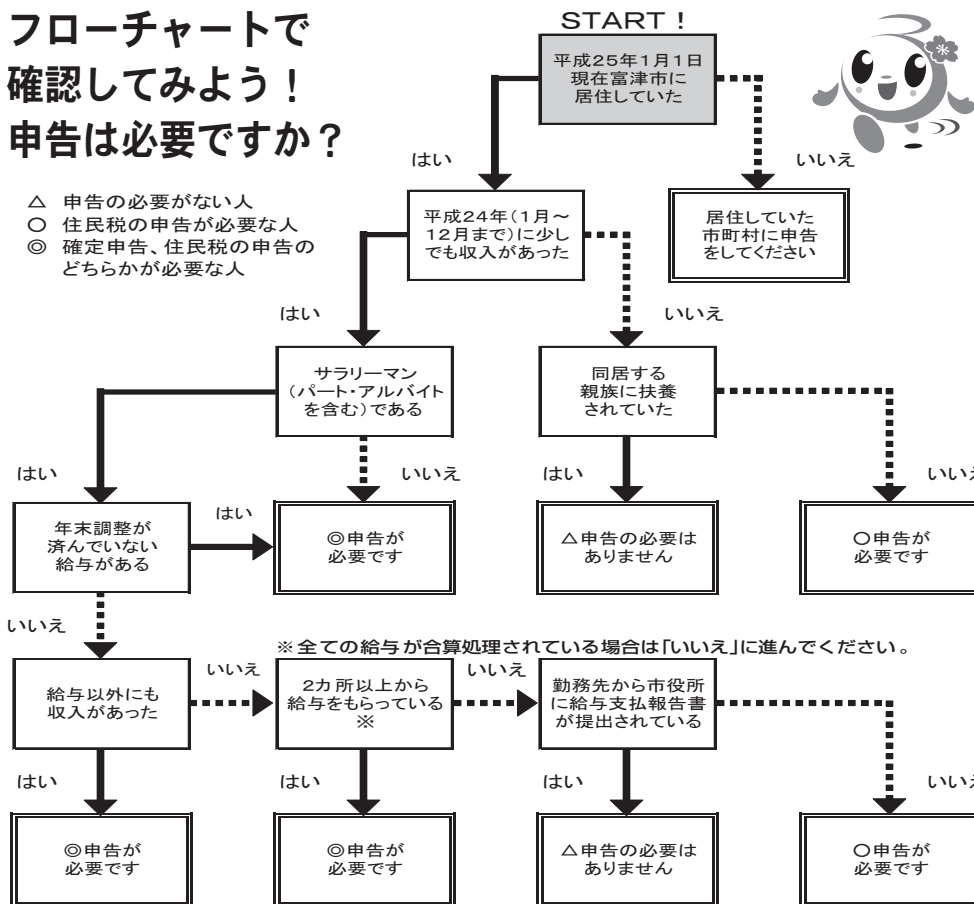 フローチャートで
確認してみよう！
申告は必要ですか？
START！
平成25年1月1日
現在富津市に
居住していた
はい
いいえ
△ 申告の必要がない人
○ 住民税の申告が必要な人
◎ 確定申告、住民税の申告の
どちらかが必要な人
平成24年（1月～
12月まで）に少し
でも収入があった
居住していた
市町村に申告
をしてください
はい
いいえ
サラリーマン
（パート・アルバイト
を含む）である
同居する
親族に扶養
されていた
はい
いいえ
はい
いいえ
年末調整が
済んでいない
給与がある
はい
◎申告が
必要です
△申告の必要は
ありません
○申告が
必要です
いいえ
※全ての給与が合算処理されている場合は「いいえ」に進んでください。
給与以外にも
収入があった
いいえ
2カ所以上から
給与をもらっている
※
いいえ
勤務先から市役所
に給与支払報告書
が提出されている
はい
はい
はい
いいえ
◎申告が
必要です
◎申告が
必要です
△申告の必要は
ありません
○申告が
必要です